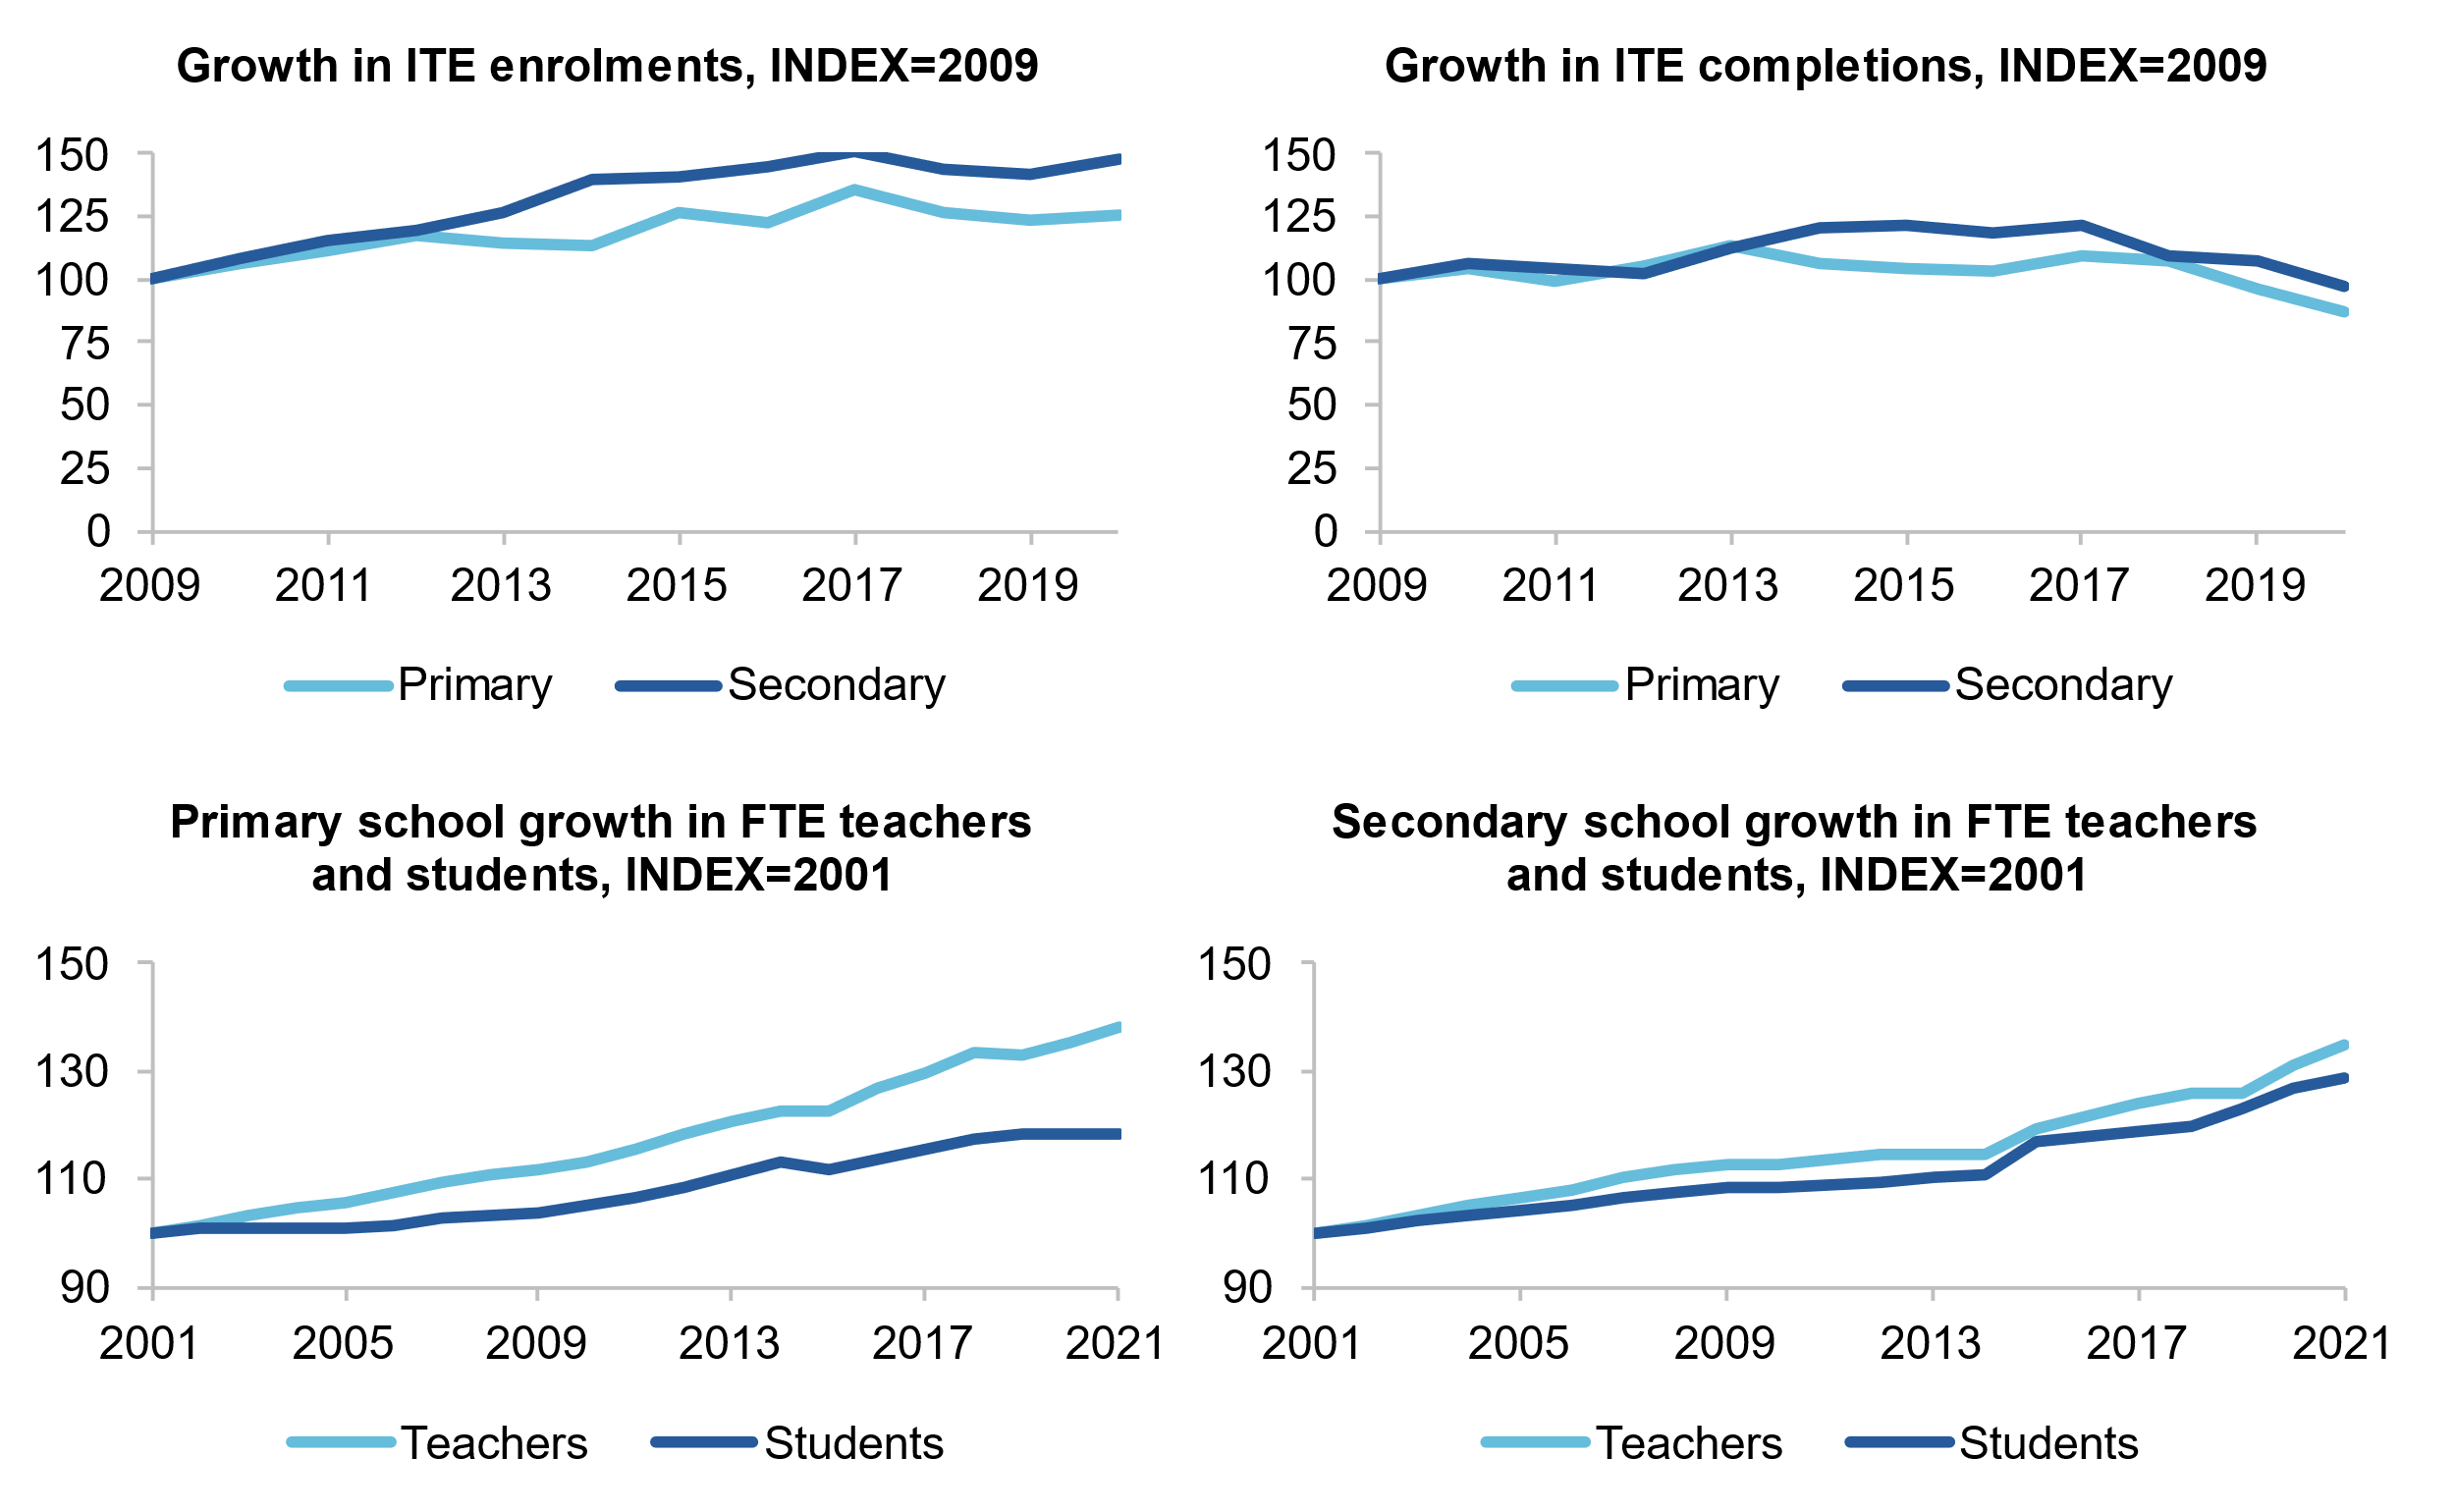 Growth in ITE enrolments, INDEX=2009
150
125
100
75
50
25
0
2009 2011 2013 2015 2017 2019
Primary Secondary
Growth in ITE completions, INDEX=2009
150
125
100
75
50
25
0
2009 2011 2013 2015 2017 2019
Primary Secondary
Primary school growth in FTE teachers
and students, INDEX=2001
150
130
110
90
2001 2005 2009 2013 2017 2021
Teachers Students
Secondary school growth in FTE teachers
and students, INDEX=2001
150
130
110
90
2001 2005 2009 2013 2017 2021
Teachers Students